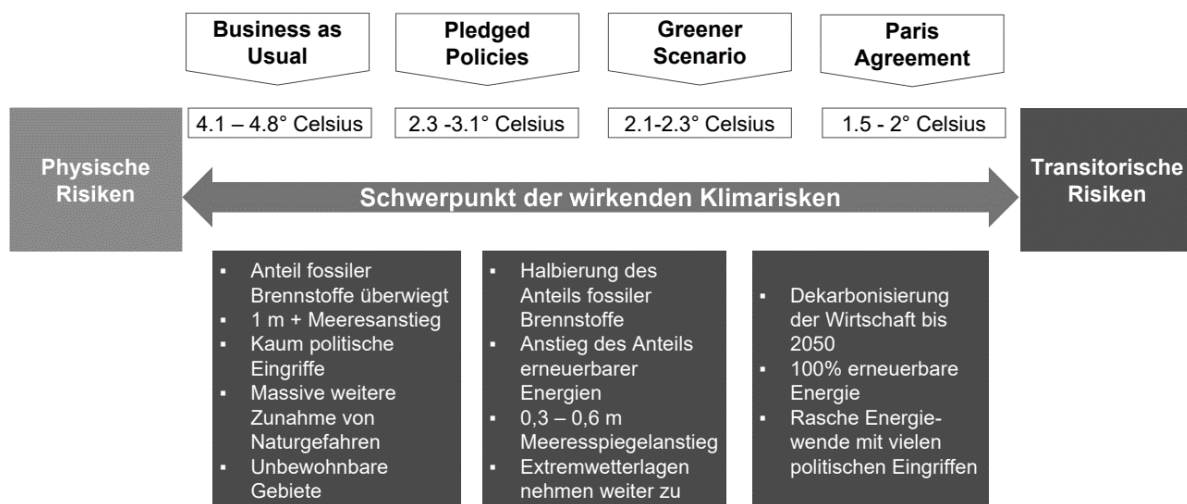 Business as
Usual
Pledged
Policies
Greener
Scenario
Paris
Agreement
4.1 – 4.8° Celsius
2.3 -3.1° Celsius
2.1-2.3° Celsius
1.5 - 2° Celsius
Physische
Risiken
Schwerpunkt der wirkenden Klimarisken
Transitorische
Risiken
▪ Anteil fossiler
Brennstoffe überwiegt
▪ 1 m + Meeresanstieg
▪ Kaum politische
Eingriffe
▪ Massive weitere
Zunahme von
Naturgefahren
▪ Unbewohnbare
Gebiete
▪ Halbierung des
Anteils fossiler
Brennstoffe
▪ Anstieg des Anteils
erneuerbarer
Energien
▪ 0,3 – 0,6 m
Meeresspiegelanstieg
▪ Extremwetterlagen
nehmen weiter zu
▪ Dekarbonisierung
der Wirtschaft bis
2050
▪ 100% erneuerbare
Energie
▪ Rasche Energie-
wende mit vielen
politischen Eingriffen